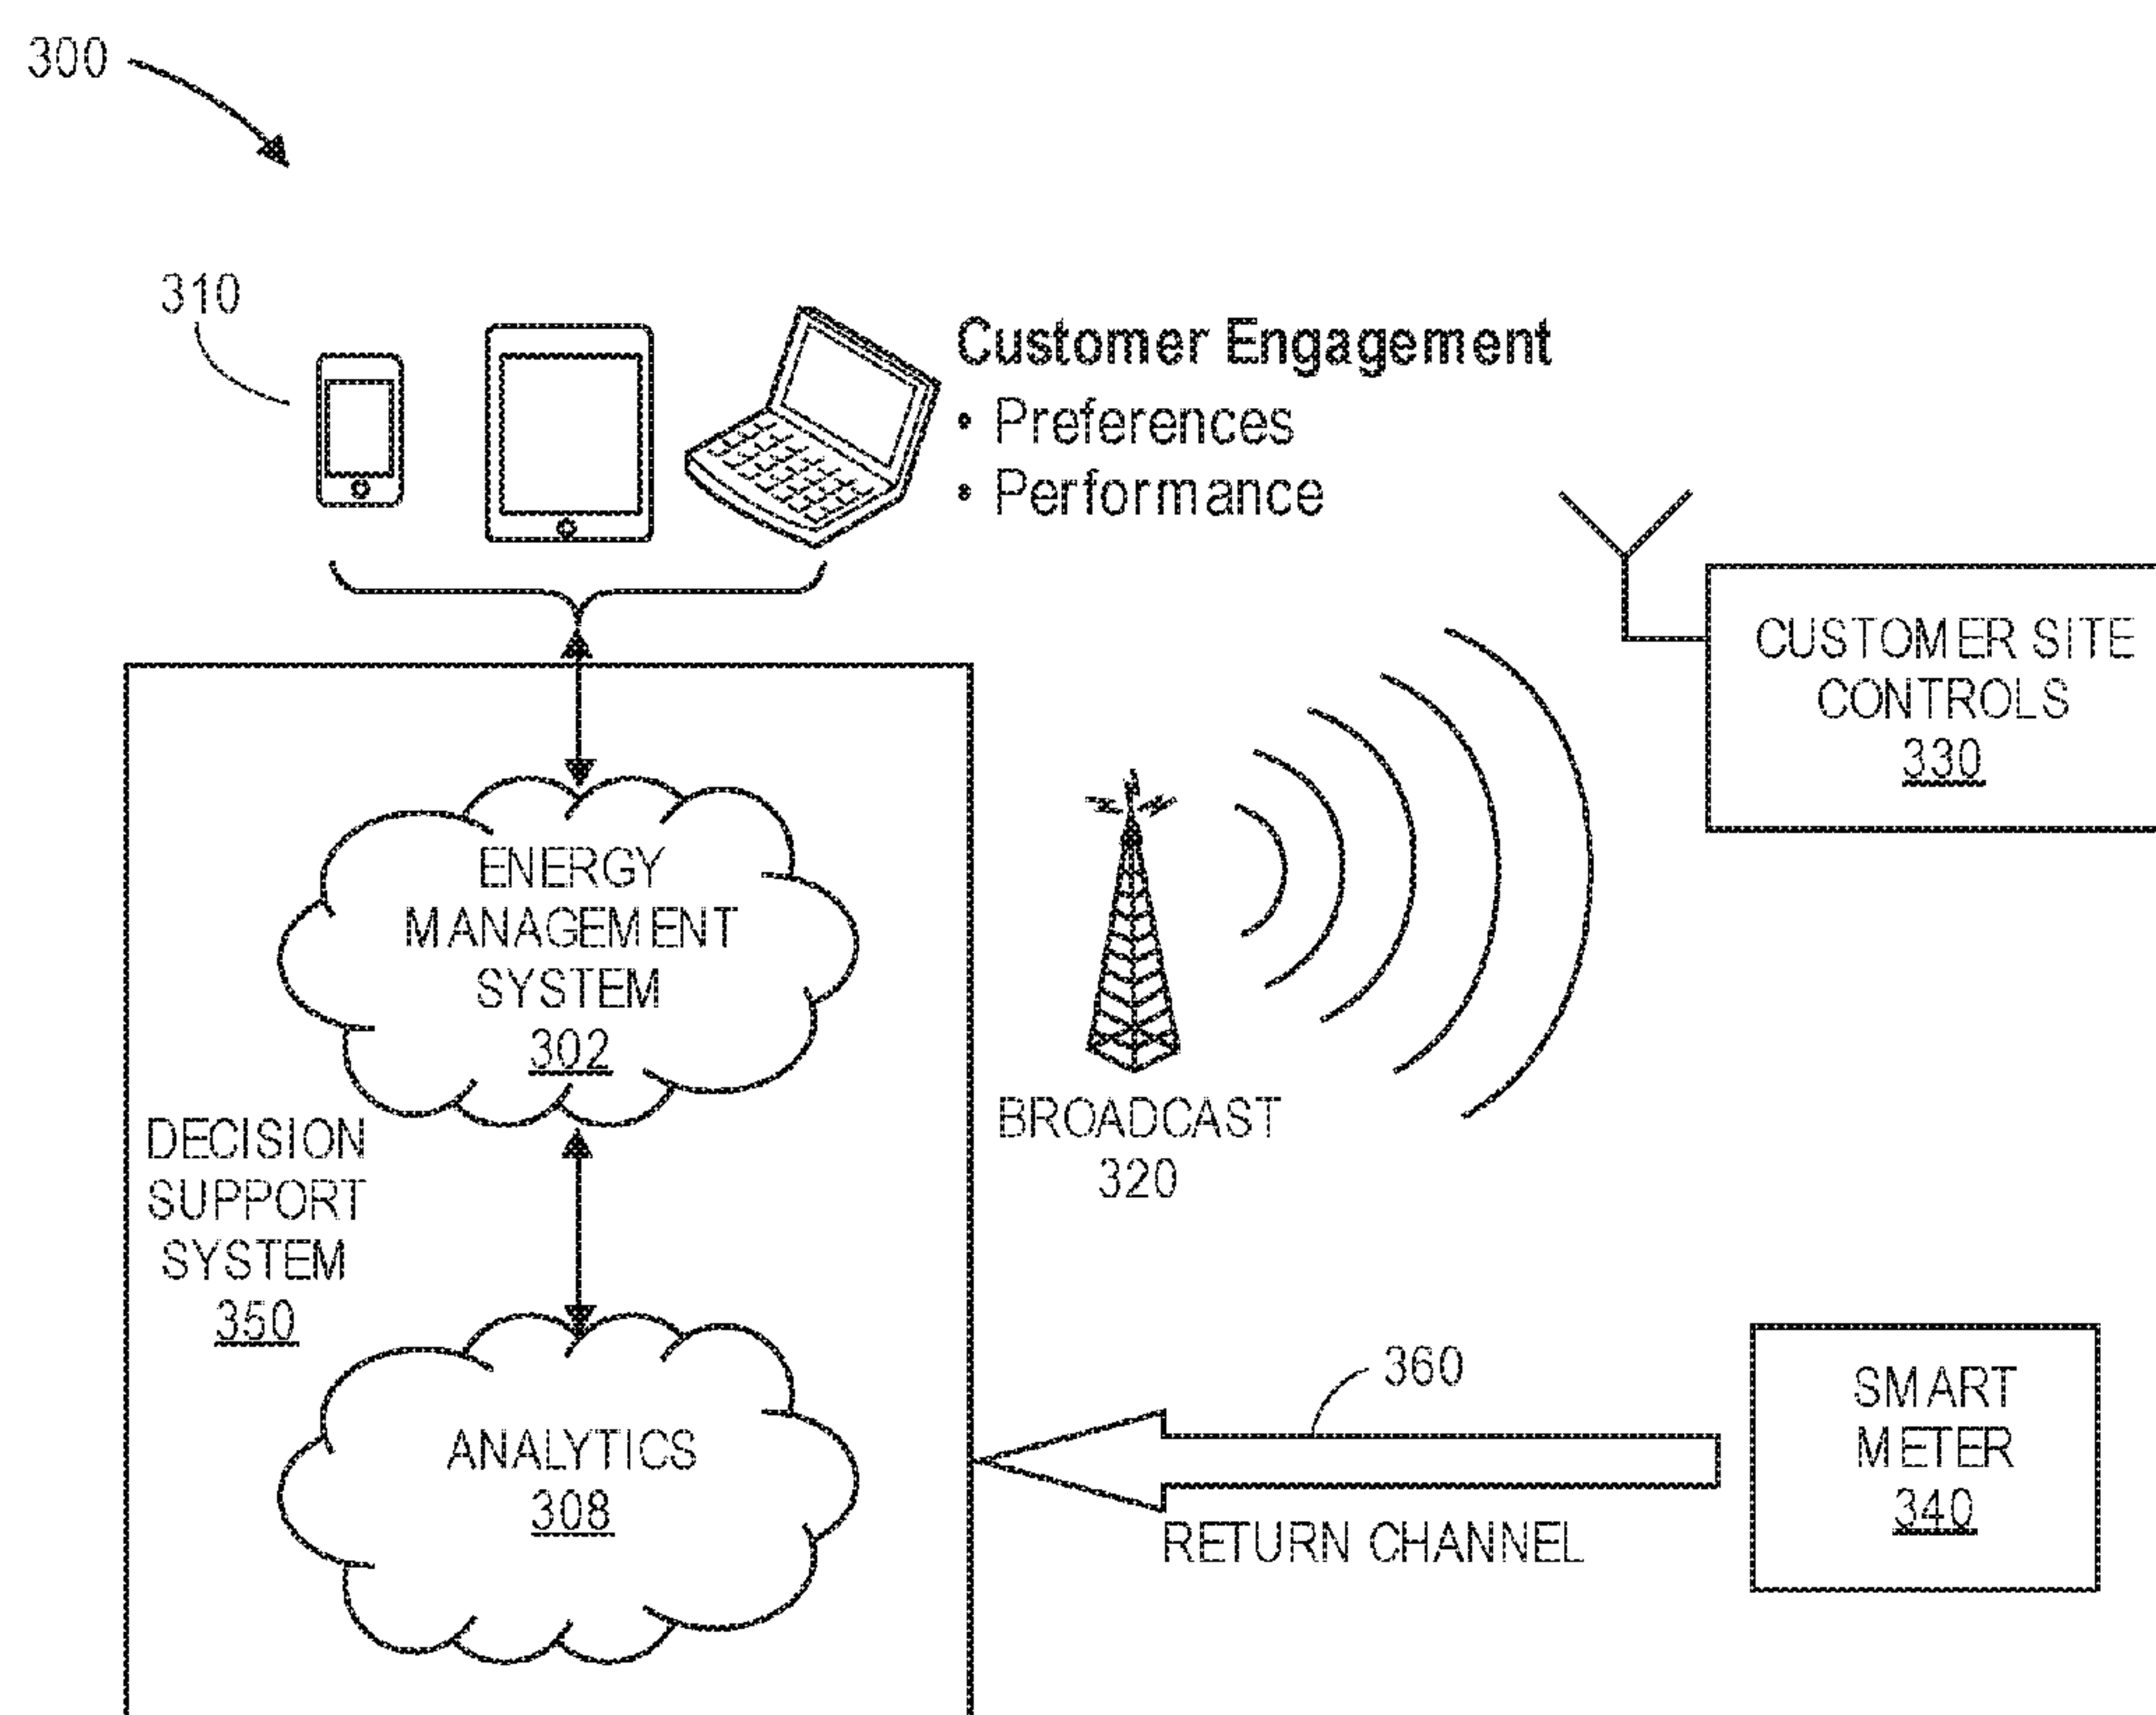 300
310
Customer Engagement
• Preferences
• Performance
CUSTOMER SITE
CONTROLS
330
ENERGY
MANAGEMENT
SYSTEM
302
BROADCAST
320
DECISION
SUPPORT
SYSTEM
350
ANALYTICS
308
360
RETURN CHANNEL
SMART
METER
340